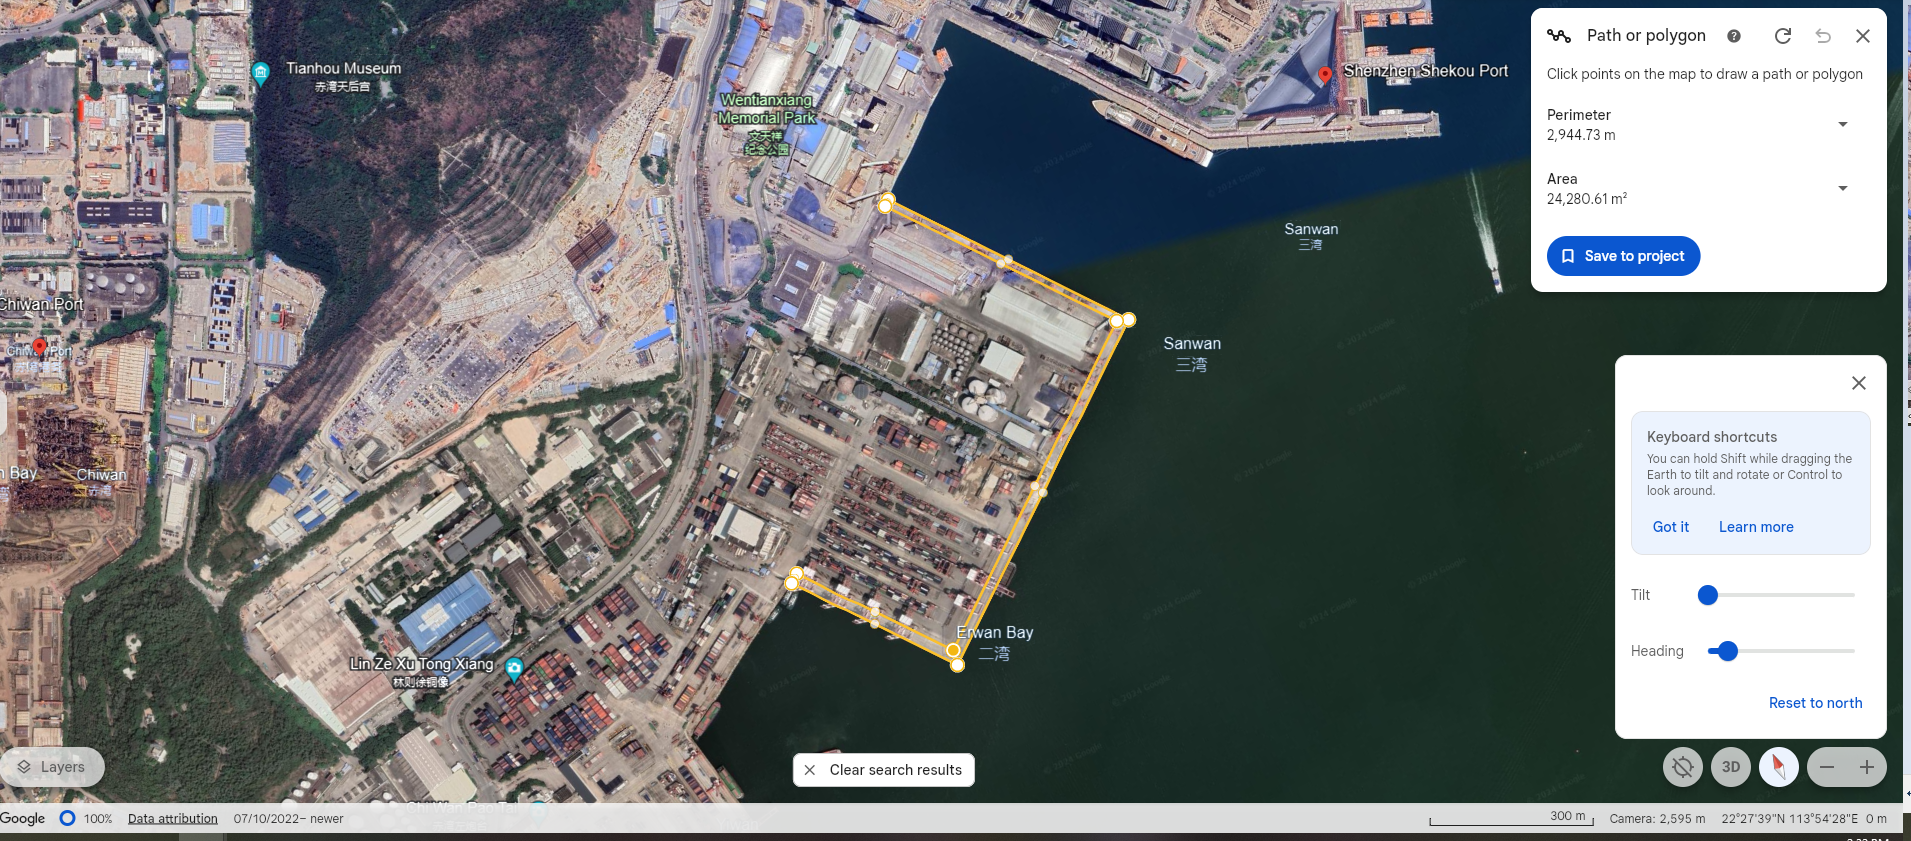 Tianhou Museum
赤湾天后宫
Wentianxiang
Memorial Park
文天祥
纪念公园
Shenzhen Shekou Port
Sanwan
三湾
Sanwan
三湾
Chiwan Port
Chiwan Port
n Bay
Chiwan
Erwan Bay
二湾
Lin Ze Xu Tong Xiang
林则徐铜像
© 2024 Google
Path or polygon
Click points on the map to draw a path or polygon
Perimeter
2,944.73 m
Area
24,280.61 m²
Save to project
Keyboard shortcuts
You can hold Shift while dragging the
Earth to tilt and rotate or Control to
look around.
Got it Learn more
Tilt
Heading
Reset to north
3D
Layers
Clear search results
Google 100% Data attribution 07/10/2022– newer 300 m Camera: 2,595 m 22°27'39"N 113°54'28"E 0 m